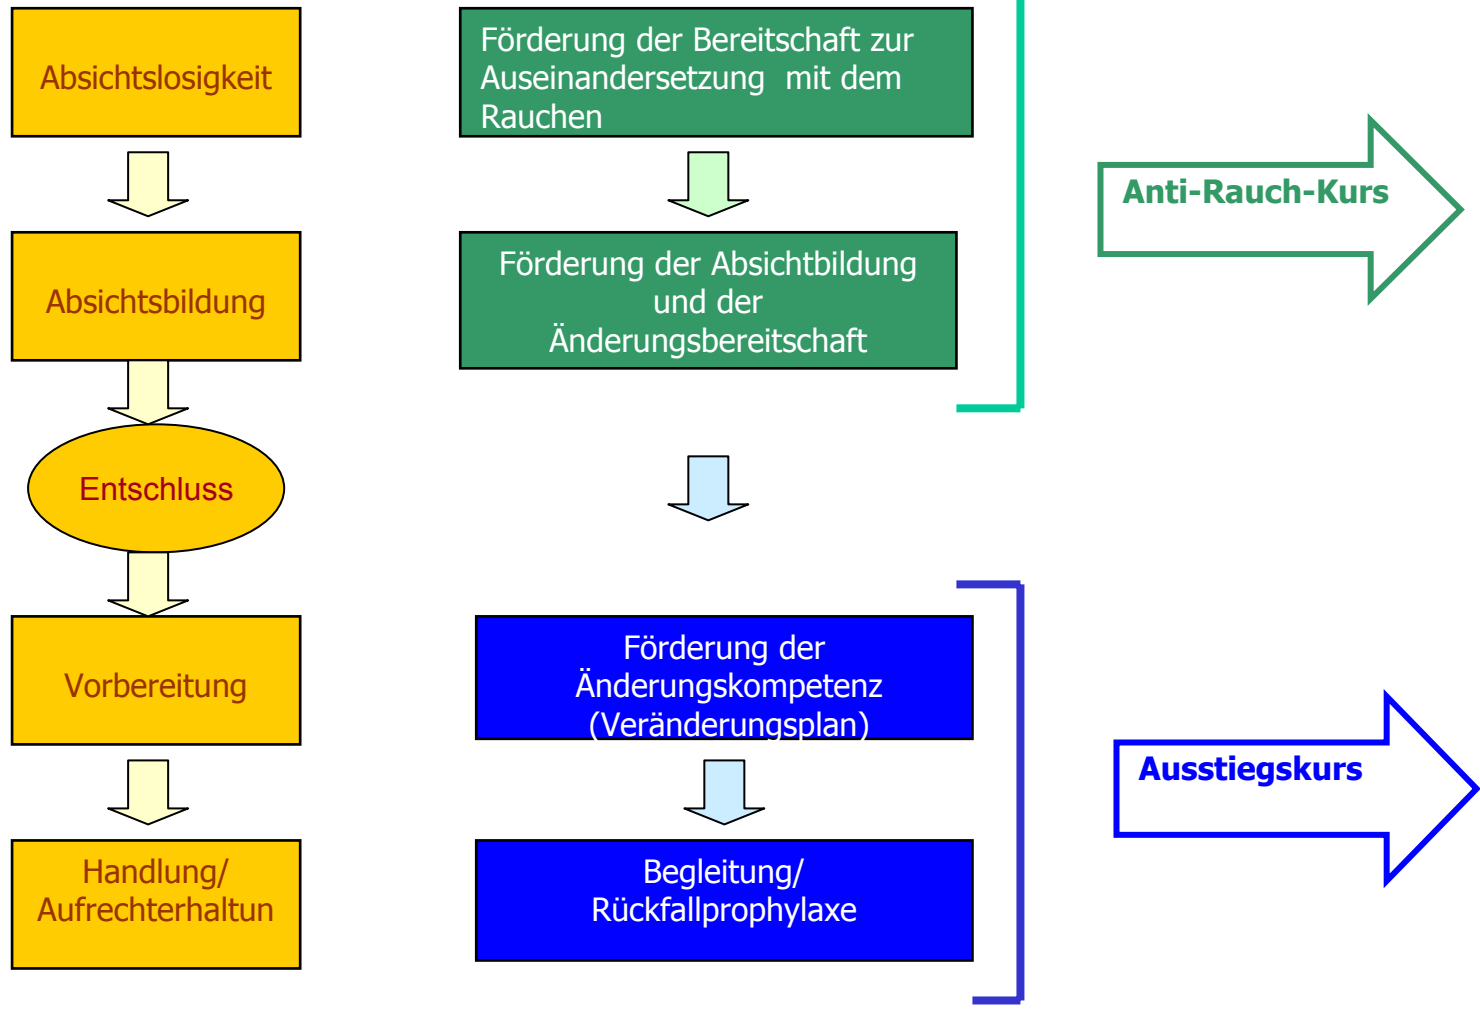 Absichtslosigkeit
Förderung der Bereitschaft zur
Auseinandersetzung mit dem
Rauchen
Anti-Rauch-Kurs
Absichtsbildung
Förderung der Absichtbildung
und der
Änderungsbereitschaft
Entschluss
Vorbereitung
Förderung der
Änderungskompetenz
(Veränderungsplan)
Ausstiegskurs
Handlung/
Aufrechterhaltun
Begleitung/
Rückfallprophylaxe